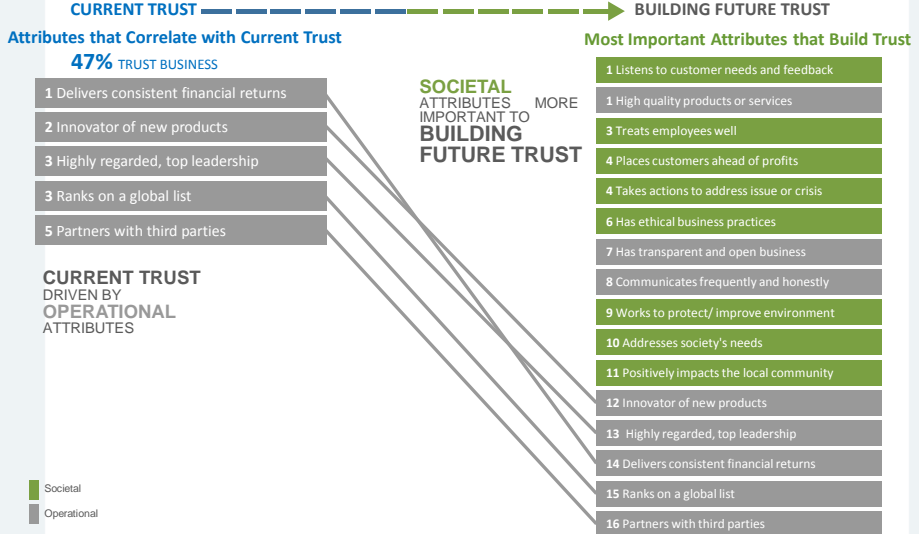 CURRENT TRUST
BUILDING FUTURE TRUST
Attributes that Correlate with Current Trust
47% TRUST BUSINESS
1 Delivers consistent financial returns
2 Innovator of new products
3 Highly regarded, top leadership
3 Ranks on a global list
5 Partners with third parties
CURRENT TRUST
DRIVEN BY
OPERATIONAL
ATTRIBUTES
SOCIETAL
ATTRIBUTES MORE
IMPORTANT TO
BUILDING
FUTURE TRUST
Most Important Attributes that Build Trust
1 Listens to customer needs and feedback
1 High quality products or services
3 Treats employees well
4 Places customers ahead of profits
4 Takes actions to address issue or crisis
6 Has ethical business practices
7 Has transparent and open business
8 Communicates frequently and honestly
9 Works to protect/ improve environment
10 Addresses society's needs
11 Positively impacts the local community
12 Innovator of new products
13 Highly regarded, top leadership
14 Delivers consistent financial returns
15 Ranks on a global list
16 Partners with third parties
Societal
Operational